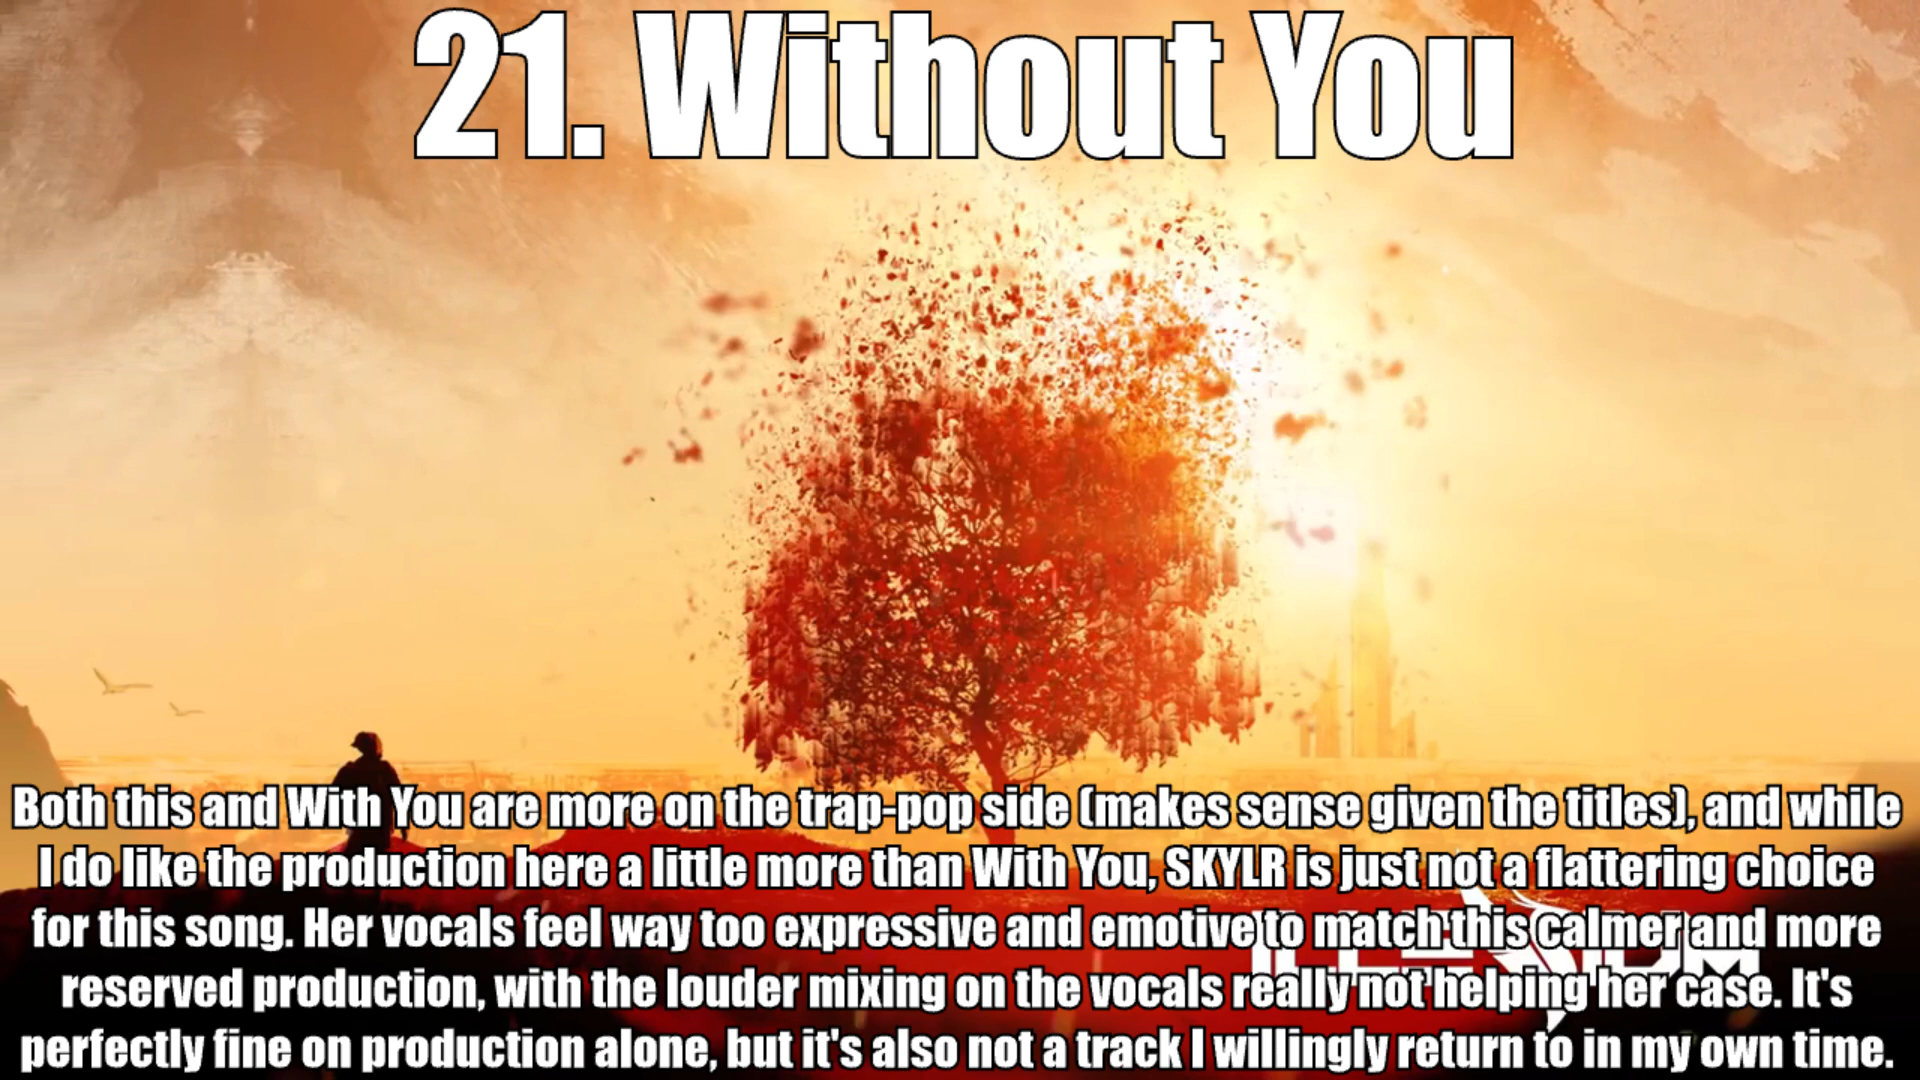 21. Without You
Both this and With You are more on the trap-pop side (makes sense given the titles), and while
I do like the production here a little more than With You, SKYLR is just not a flattering choice
for this song. Her vocals feel way too expressive and emotive to match this calmer and more
reserved production, with the louder mixing on the vocals really not helping her case. It's
perfectly fine on production alone, but it's also not a track I willingly return to in my own time.